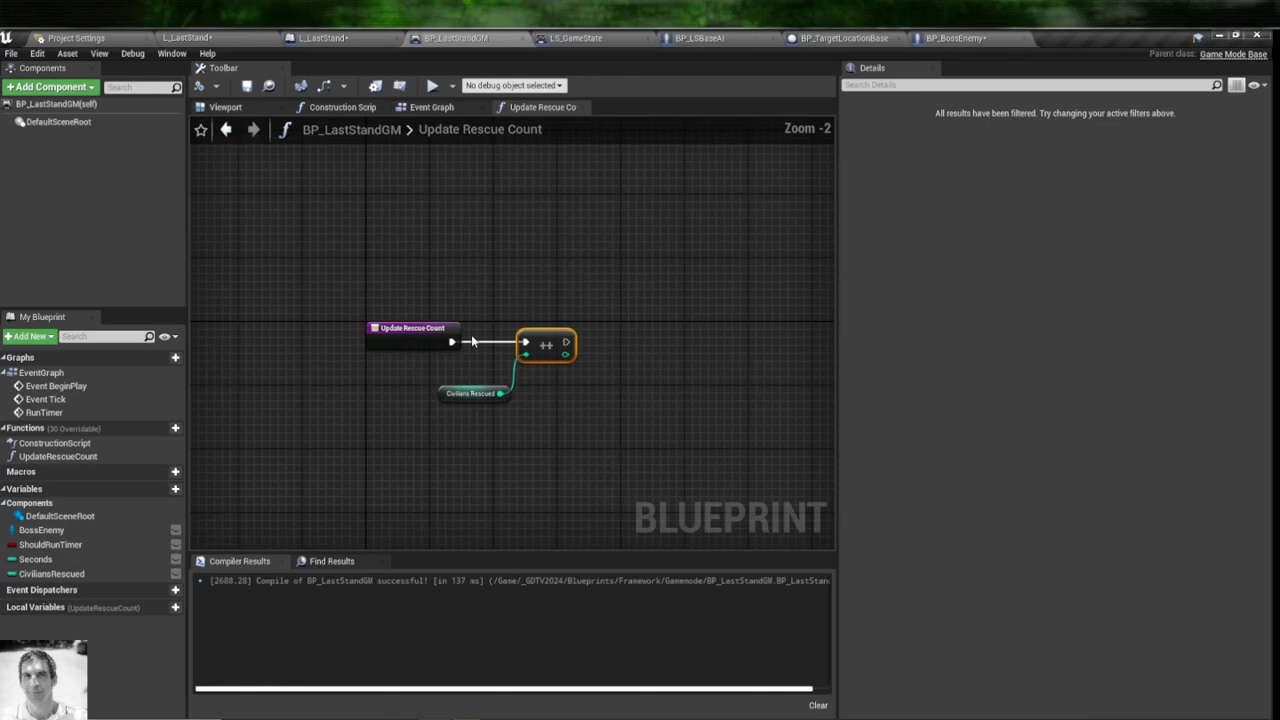 Project Settings
L_LastStand•
L_LastStand•
BP_LastStandGM
LS_GameState
BP_LSBaseAI
BP_TargetLocationBase
BP_BossEnemy•
File Edit Asset View Debug Window Help
Parent class: Game Mode Base
Components
Toolbar
Details
+Add Component
Search
No debug object selected
Search Details
BP_LastStandGM(self)
Viewport
Construction Scrip
Event Graph
Update Rescue Co
All results have been filtered. Try changing your active filters above.
DefaultSceneRoot
BP_LastStandGM > Update Rescue Count
Zoom -2
My Blueprint
+Add New
Search
Update Rescue Count
++
Civilians Rescued
Graphs
EventGraph
Event BeginPlay
Event Tick
RunTimer
Functions (30 Overridable)
ConstructionScript
UpdateRescueCount
Macros
Variables
Components
DefaultSceneRoot
BossEnemy
ShouldRunTimer
Seconds
CiviliansRescued
Event Dispatchers
Local Variables (UpdateRescueCount)
BLUEPRINT
Compiler Results
Find Results
[2688.28] Compile of BP_LastStandGM successful! [in 137 ms] (/Game/_GDTV2024/Blueprints/Framework/Gamemode/BP_LastStandGM.BP_LastStan
Clear